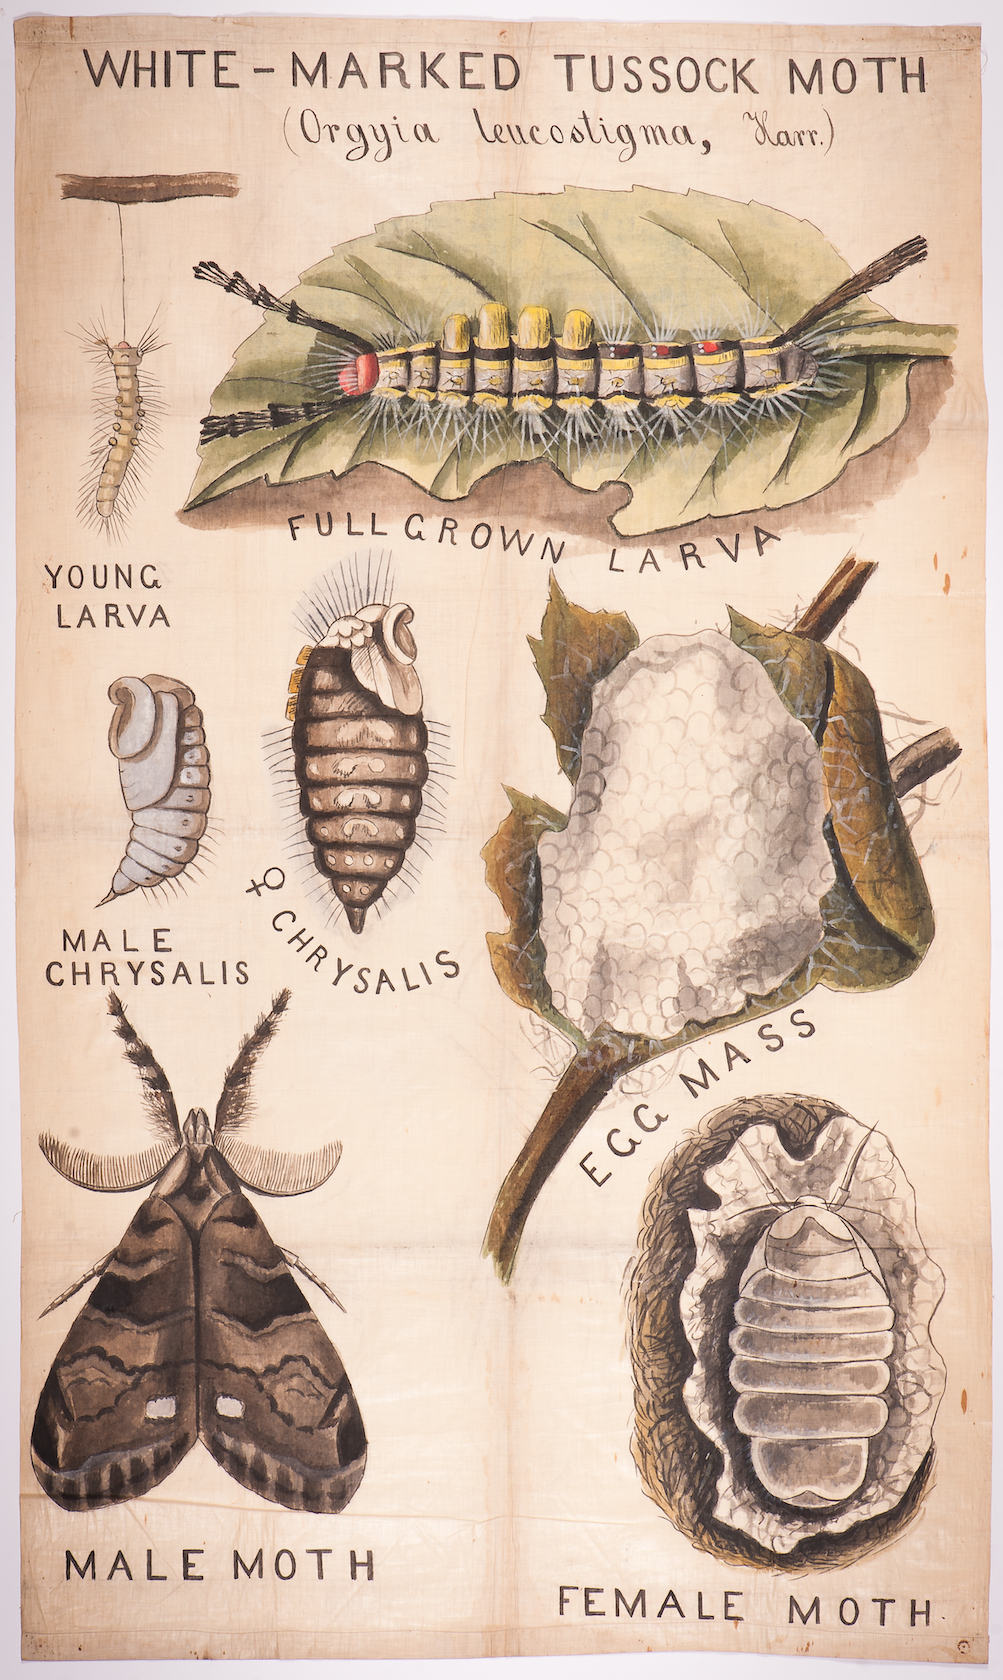 WHITE-MARKED TUSSOCK MOTH
(Orgyia leucostigma, Harr.)
FULL GROWN LARVA
YOUNG
LARVA
♀ CHRYSALIS
MALE
CHRYSALIS
EGG MASS
MALE MOTH
FEMALE MOTH.